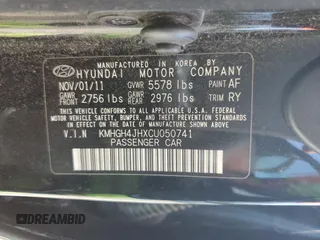 MANUFACTURED IN KOREA BY
HYUNDAI MOTOR COMPANY
NOV/01/11 GVWR 5578 lbs PAINT AF
GAWR FRONT 2756 lbs GAWR REAR 2976 lbs TRIM RY
THIS VEHICLE CONFORMS TO ALL APPLICABLE U.S.A. FEDERAL
MOTOR VEHICLE SAFETY, BUMPER, AND THEFT PREVENTION
STANDARDS IN EFFECT ON THE DATE OF MANUFACTURE
SHOWN ABOVE.
V.I.N KMHGH4JHXCU050741
PASSENGER CAR
DREAMBID